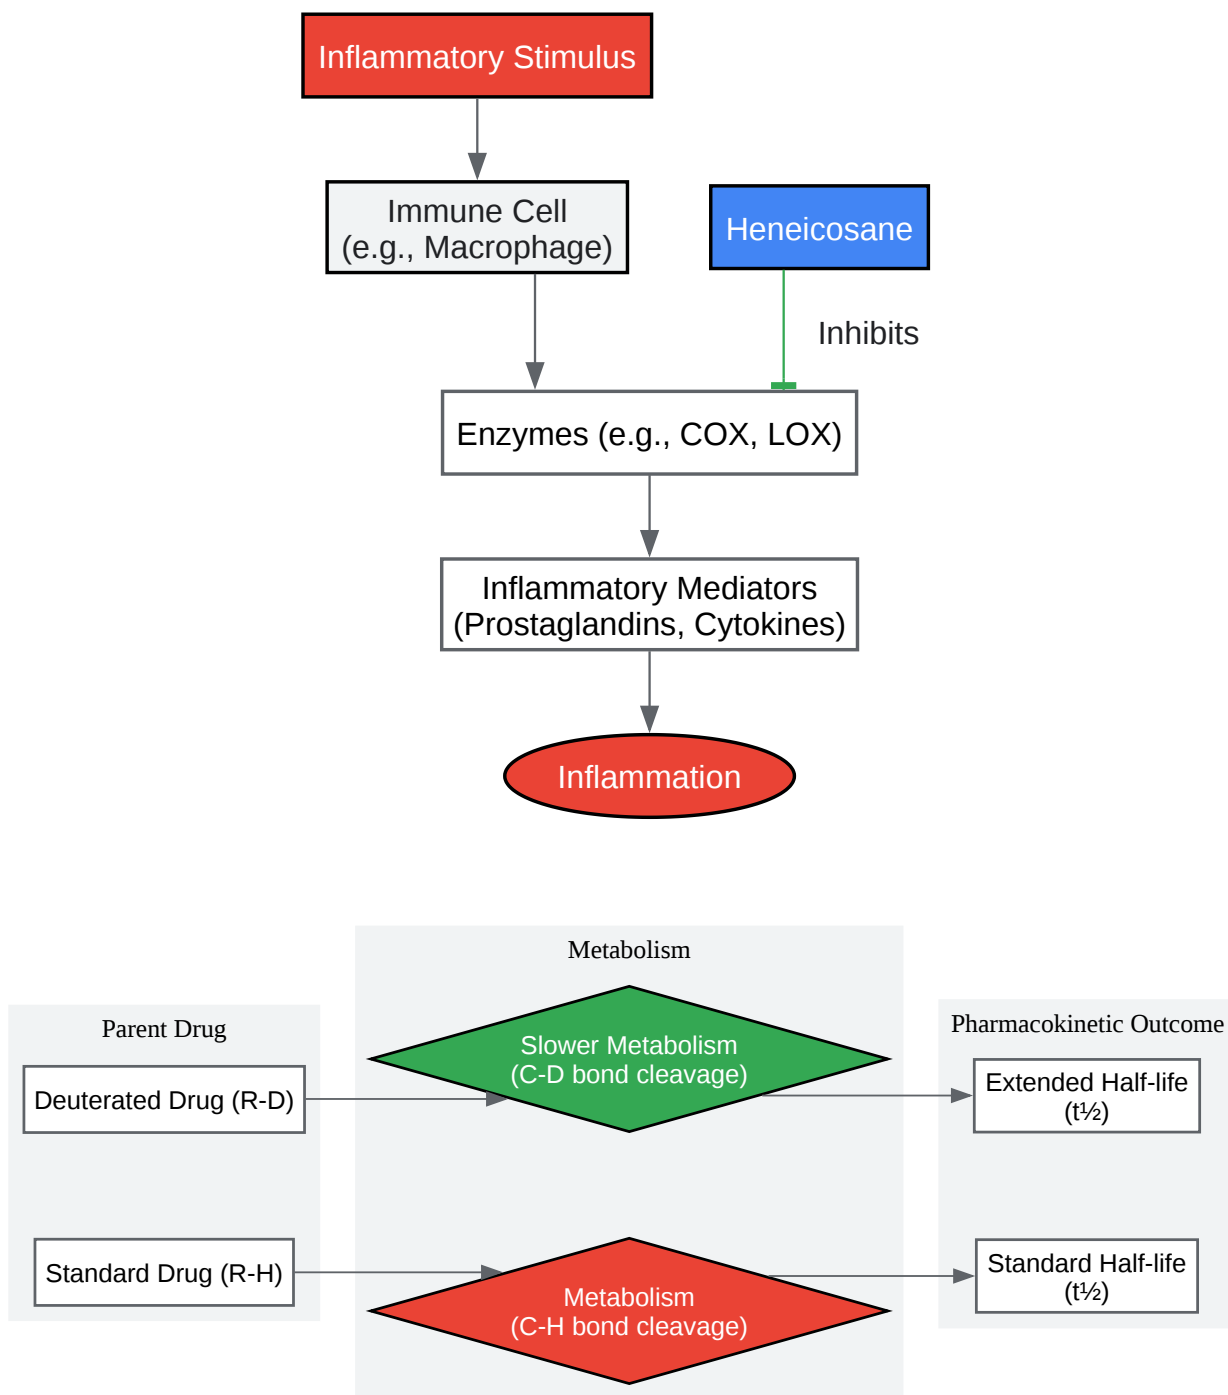 Inflammatory Stimulus
Immune Cell
(e.g., Macrophage)
Heneicosane
Inhibits
Enzymes (e.g., COX, LOX)
Inflammatory Mediators
(Prostaglandins, Cytokines)
Inflammation
Metabolism
Parent Drug
Pharmacokinetic Outcome
Slower Metabolism
(C-D bond cleavage)
Deuterated Drug (R-D)
Extended Half-life
(t½)
Standard Drug (R-H)
Metabolism
(C-H bond cleavage)
Standard Half-life
(t½)